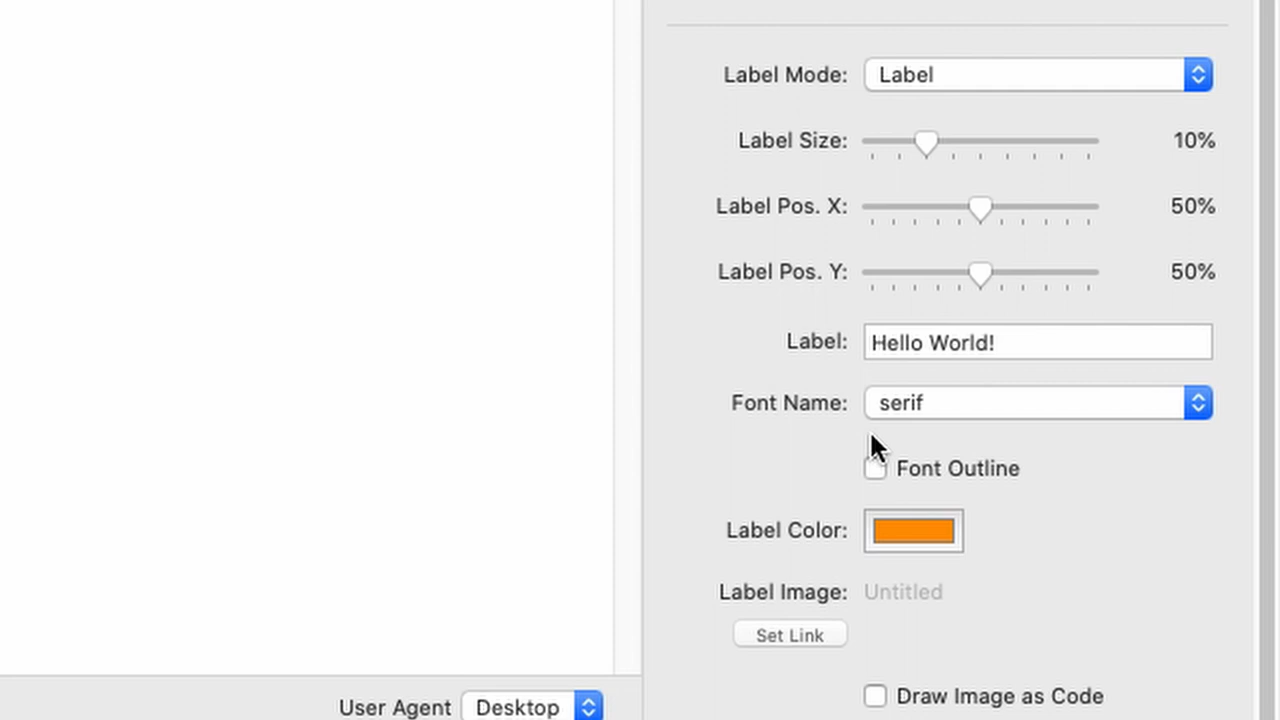 Label Mode: Label
Label Size: 10%
Label Pos. X: 50%
Label Pos. Y: 50%
Label: Hello World!
Font Name: serif
Font Outline
Label Color:
Label Image: Untitled
Set Link
Draw Image as Code
User Agent Desktop